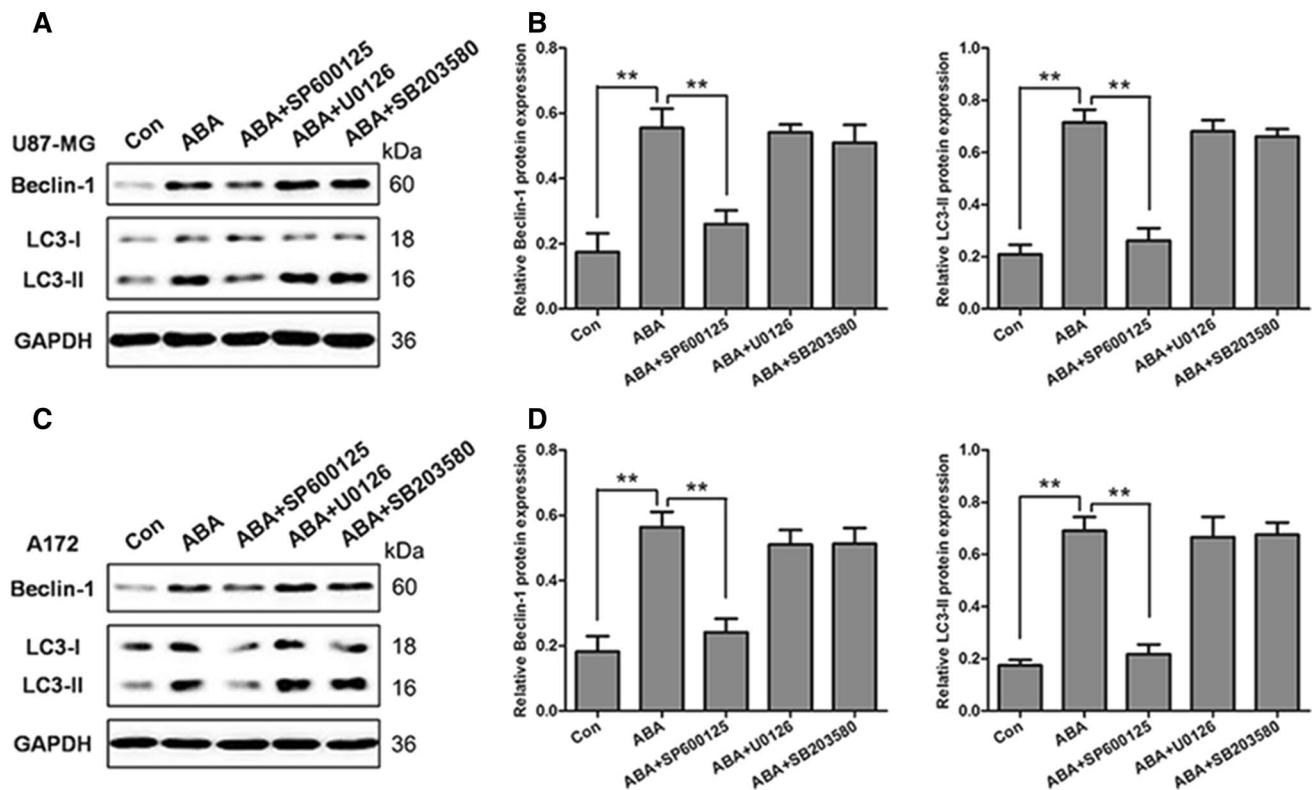 A
U87-MG
Con
ABA
ABA+SP600125
ABA+U0126
ABA+SB203580
kDa
Beclin-1
60
LC3-I
18
LC3-II
16
GAPDH
36
B
Relative Beclin-1 protein expression
0.8
0.6
0.4
0.2
0.0
**
**
Con
ABA
ABA+SP600125
ABA+U0126
ABA+SB203580
Relative LC3-II protein expression
1.0
0.8
0.6
0.4
0.2
0.0
**
**
Con
ABA
ABA+SP600125
ABA+U0126
ABA+SB203580
C
A172
Con
ABA
ABA+SP600125
ABA+U0126
ABA+SB203580
kDa
Beclin-1
60
LC3-I
18
LC3-II
16
GAPDH
36
D
Relative Beclin-1 protein expression
0.8
0.6
0.4
0.2
0.0
**
**
Con
ABA
ABA+SP600125
ABA+U0126
ABA+SB203580
Relative LC3-II protein expression
1.0
0.8
0.6
0.4
0.2
0.0
**
**
Con
ABA
ABA+SP600125
ABA+U0126
ABA+SB203580